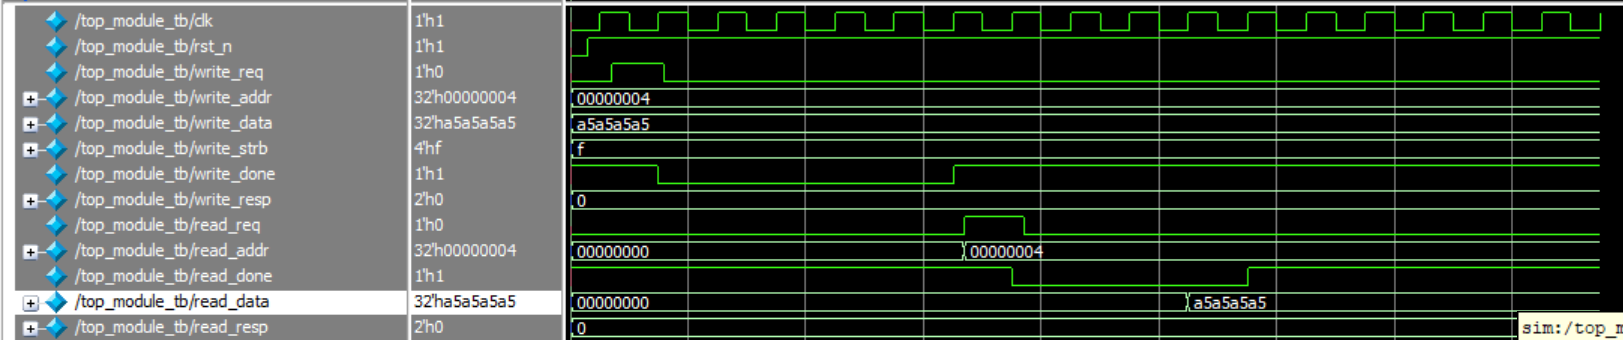 /top_module_tb/clk 1'h1
/top_module_tb/rst_n 1'h1
/top_module_tb/write_req 1'h0
/top_module_tb/write_addr 32'h00000004 00000004
/top_module_tb/write_data 32'ha5a5a5a5 a5a5a5a5
/top_module_tb/write_strb 4'hf f
/top_module_tb/write_done 1'h1
/top_module_tb/write_resp 2'h0 0
/top_module_tb/read_req 1'h0
/top_module_tb/read_addr 32'h00000004 00000000 00000004
/top_module_tb/read_done 1'h1
/top_module_tb/read_data 32'ha5a5a5a5 00000000 a5a5a5a5
/top_module_tb/read_resp 2'h0 0 sim:/top_m